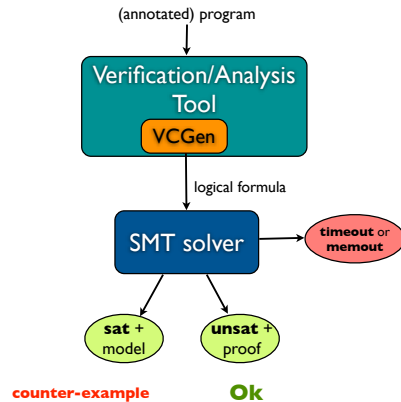 (annotated) program
Verification/Analysis
Tool
VCGen
logical formula
SMT solver
timeout or
memout
sat +
model
unsat +
proof
counter-example
Ok